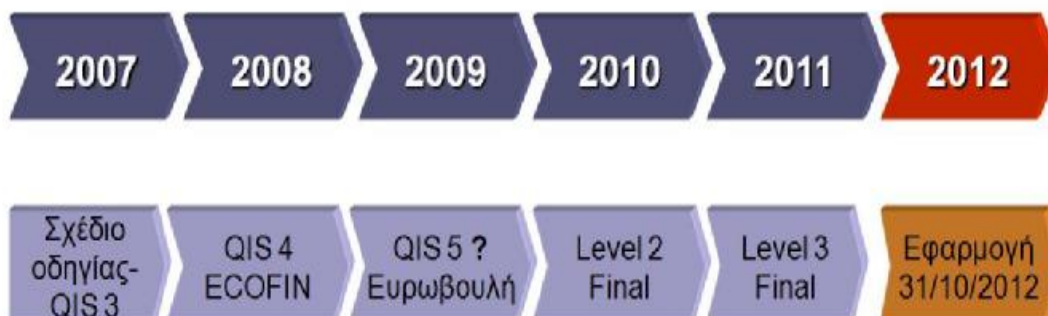 2007 2008 2009 2010 2011 2012
Σχέδιο
οδηγίας-
QIS 3
QIS 4
ECOFIN
QIS 5 ?
Ευρωβουλή
Level 2
Final
Level 3
Final
Εφαρμογή
31/10/2012